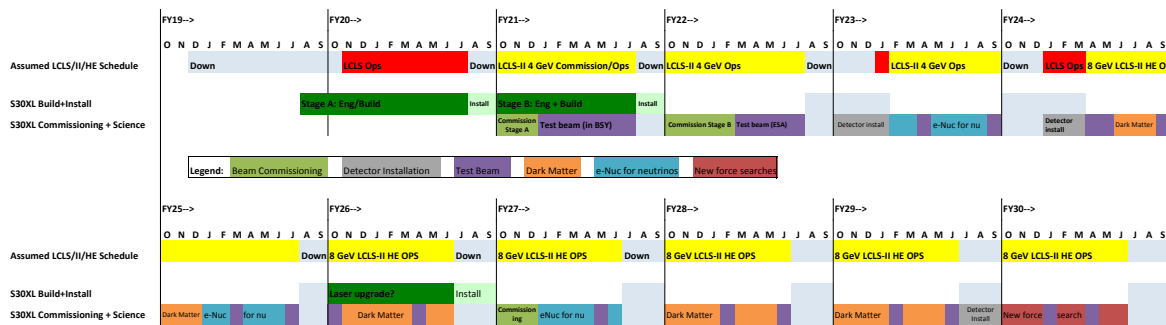 FY19--> FY20--> FY21--> FY22--> FY23--> FY24-->
O N D J F M A M J J A S O N D J F M A M J J A S O N D J F M A M J J A S O N D J F M A M J J A S O N D J F M A M J J A S O N D J F M A M J J A S
Assumed LCLS/II/HE Schedule Down LCLS Ops Down LCLS-II 4 GeV Commission/Ops Down LCLS-II 4 GeV Ops Down LCLS-II 4 GeV Ops Down LCLS Ops 8 GeV LCLS-II HE O
S30XL Build+Install Stage A: Eng/Build Install Stage B: Eng + Build Install
S30XL Commissioning + Science Commission Stage A Test beam (in BSY) Commission Stage B Test beam (ESA) Detector install e-Nuc for nu Detector install Dark Matter
Legend: Beam Commissioning Detector Installation Test Beam Dark Matter e-Nuc for neutrinos New force searches
FY25--> FY26--> FY27--> FY28--> FY29--> FY30-->
O N D J F M A M J J A S O N D J F M A M J J A S O N D J F M A M J J A S O N D J F M A M J J A S O N D J F M A M J J A S O N D J F M A M J J A S
Assumed LCLS/II/HE Schedule Down 8 GeV LCLS-II HE OPS Down 8 GeV LCLS-II HE OPS Down 8 GeV LCLS-II HE OPS 8 GeV LCLS-II HE OPS 8 GeV LCLS-II HE OPS
S30XL Build+Install Laser upgrade? Install
S30XL Commissioning + Science Dark Matter e-Nuc for nu Dark Matter Commission ing e-Nuc for nu Dark Matter Dark Matter Detector Install New force search